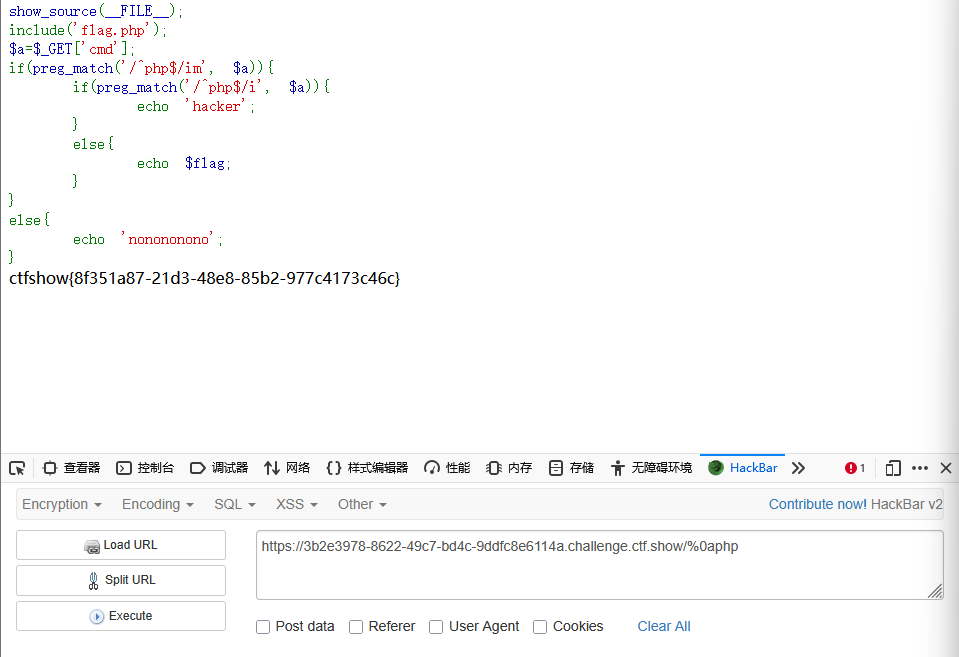 show_source(__FILE__);
include('flag.php');
$a=$_GET['cmd'];
if(preg_match('/^php$/im', $a)){
if(preg_match('/^php$/i', $a)){
echo 'hacker';
}
else{
echo $flag;
}
}
else{
echo 'nonononono';
}
ctfshow{8f351a87-21d3-48e8-85b2-977c4173c46c}
查看器 控制台 调试器 网络 样式编辑器 性能 内存 存储 无障碍环境 HackBar 1
Encryption Encoding SQL XSS Other Contribute now! HackBar v2
Load URL https://3b2e3978-8622-49c7-bd4c-9ddfc8e6114a.challenge.ctf.show/%0aphp
Split URL
Execute
Post data Referer User Agent Cookies Clear All